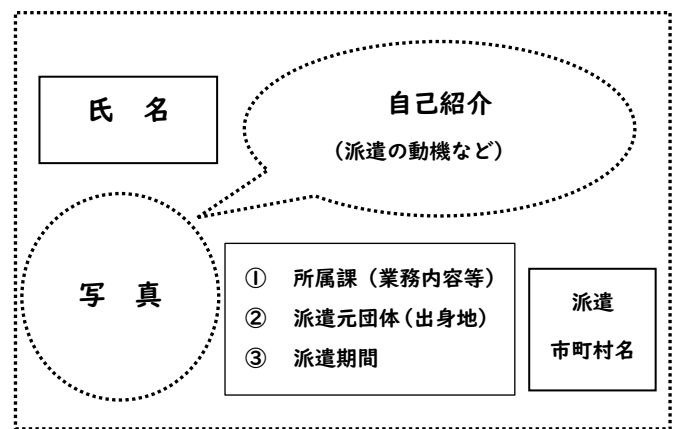 氏　名
自己紹介
（派遣の動機など）
写　真
①　所属課（業務内容等）
②　派遣元団体（出身地）
③　派遣期間
派遣
市町村名